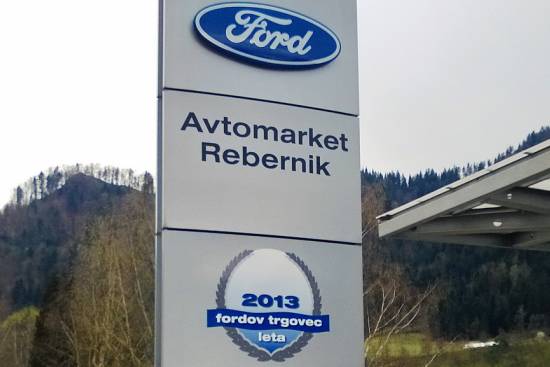 Ford
Avtomarket
Rebernik
2013
fordov trgovec
leta